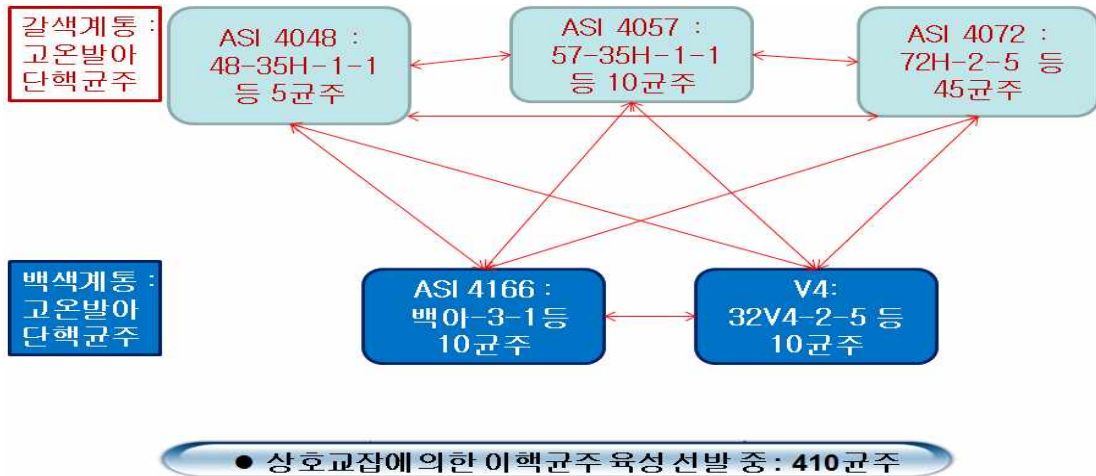 갈색계통 :
고온발아
단핵균주
ASI 4048 :
48-35H-1-1
등 5균주
ASI 4057 :
57-35H-1-1
등 10균주
ASI 4072 :
72H-2-5 등
45균주
백색계통 :
고온발아
단핵균주
ASI 4166 :
백아-3-1 등
10균주
V4:
32V4-2-5 등
10균주
● 상호교잡에 의한 이핵균주 육성 선발 중 : 410균주